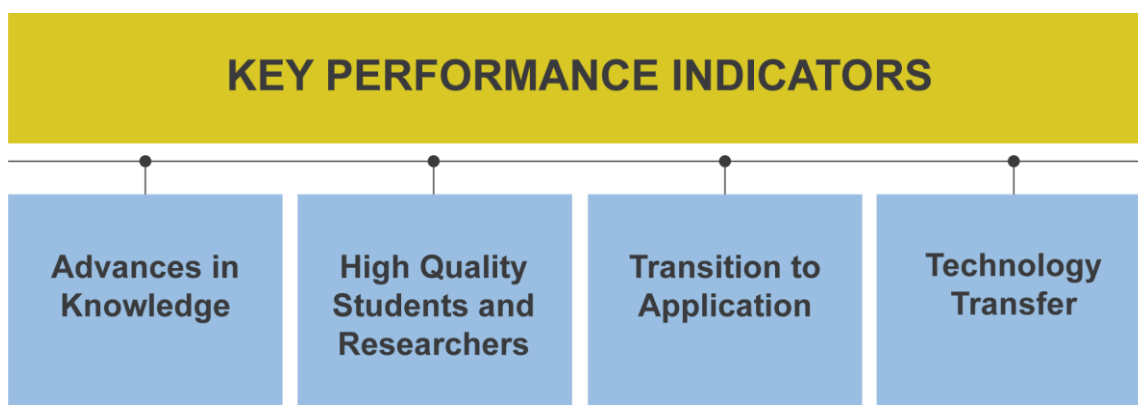 KEY PERFORMANCE INDICATORS
Advances in
Knowledge
High Quality
Students and
Researchers
Transition to
Application
Technology
Transfer